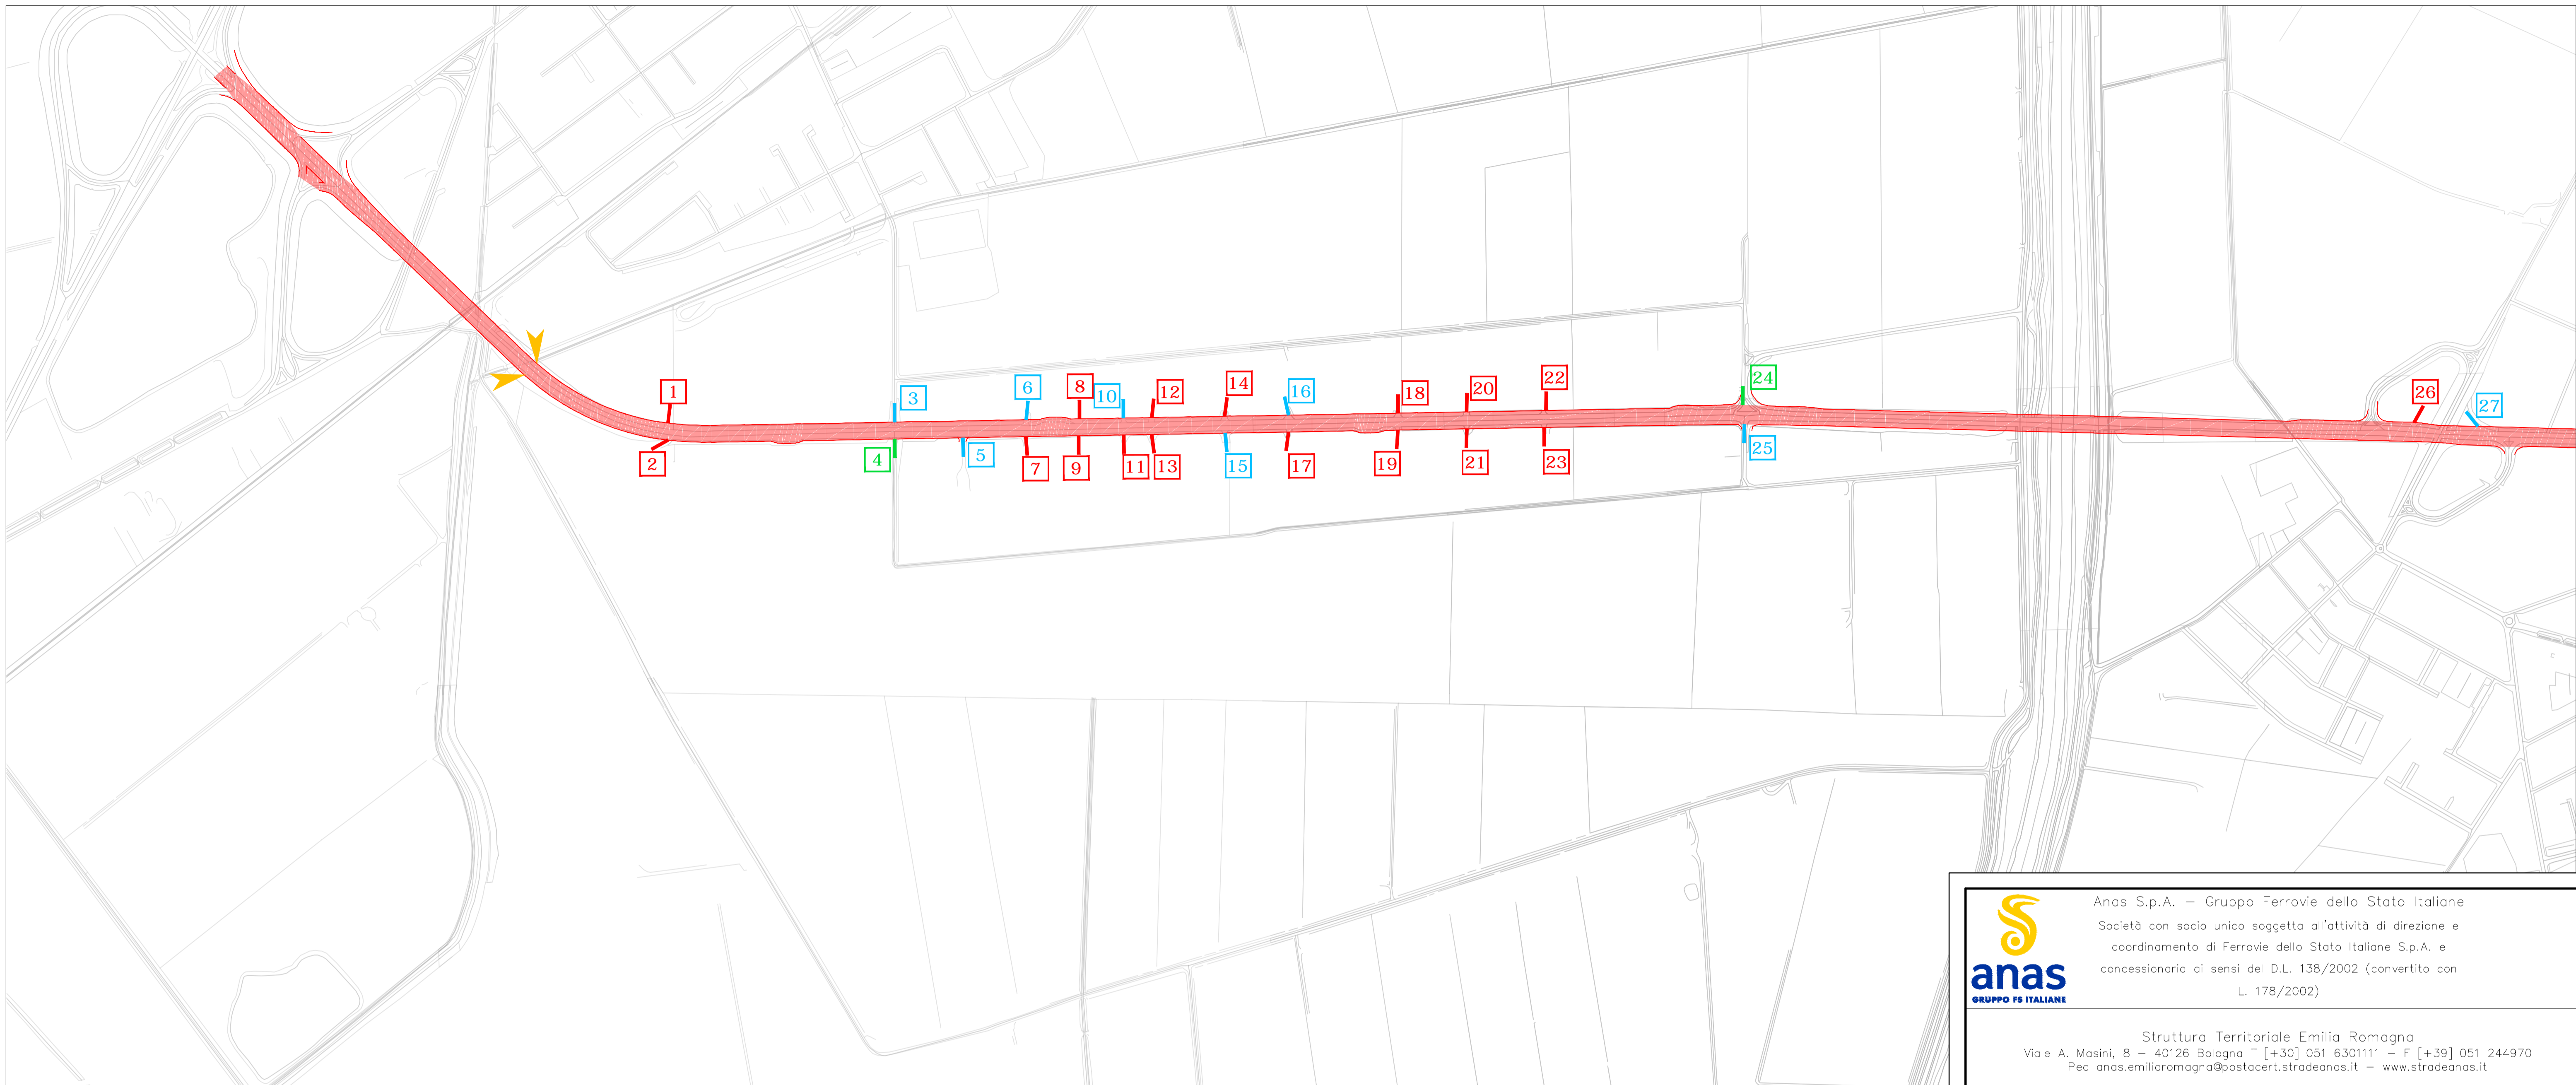 1
2
3
4
5
6
7
8
9
10
11
12
13
14
15
16
17
18
19
20
21
22
23
24
25
26
27
anas
GRUPPO FS ITALIANE
Anas S.p.A. – Gruppo Ferrovie dello Stato Italiane
Società con socio unico soggetta all'attività di direzione e
coordinamento di Ferrovie dello Stato Italiane S.p.A. e
concessionaria ai sensi del D.L. 138/2002 (convertito con
L. 178/2002)
Struttura Territoriale Emilia Romagna
Viale A. Masini, 8 – 40126 Bologna T [+30] 051 6301111 – F [+39] 051 244970
Pec anas.emiliaromagna@postacert.stradeanas.it – www.stradeanas.it